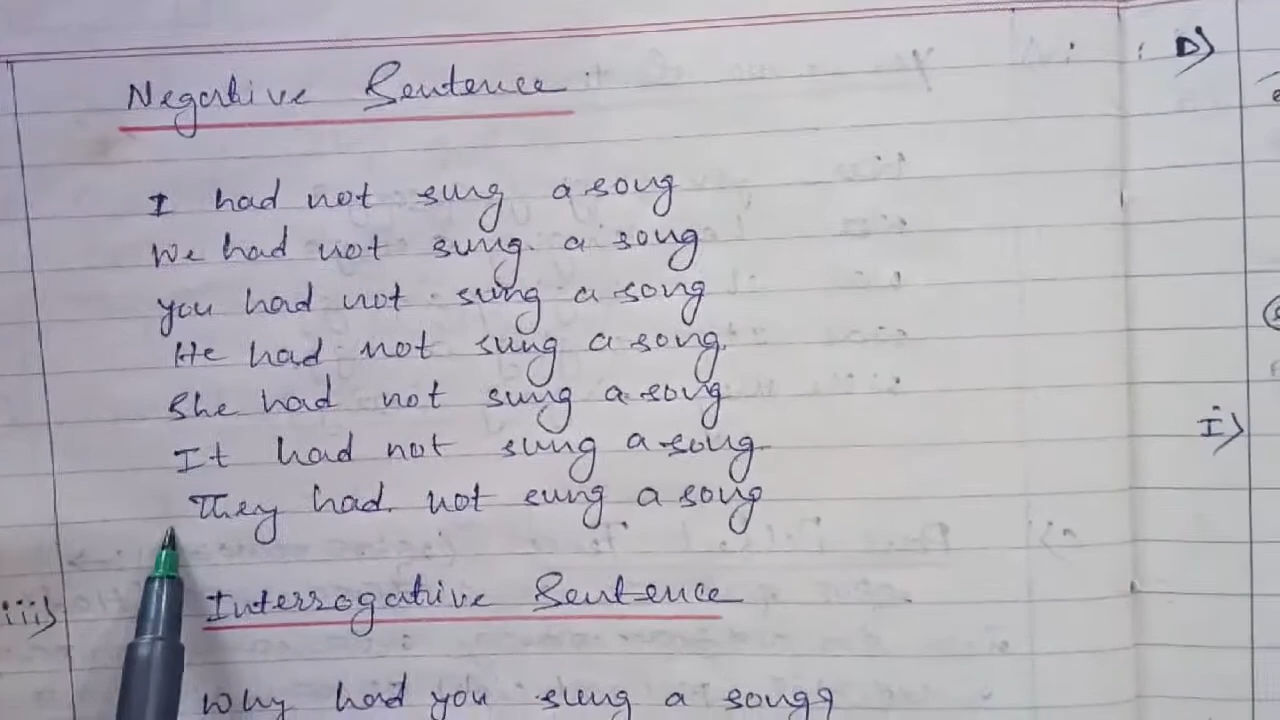 Negative Sentence :
D)
I had not sung a song
We had not sung a song
you had not sung a song
He had not sung a song.
She had not sung a song
It had not sung a song
They had not sung a song
I)
iii) Interrogative Sentence
Why had you sung a song?